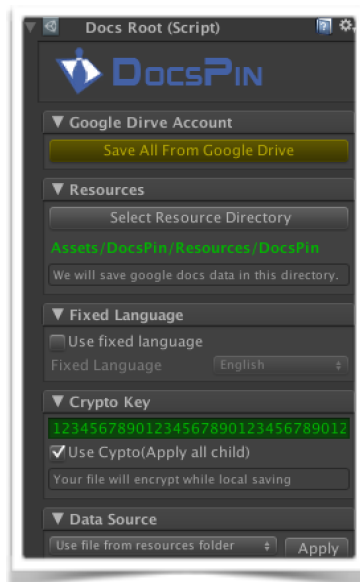 Docs Root (Script)
DOCSPIN
Google Dirve Account
Save All From Google Drive
Resources
Select Resource Directory
Assets/DocsPin/Resources/DocsPin
We will save google docs data in this directory.
Fixed Language
Use fixed language
Fixed Language English
Crypto Key
12345678901234567890123456789012
Use Cypto(Apply all child)
Your file will encrypt while local saving
Data Source
Use file from resources folder Apply